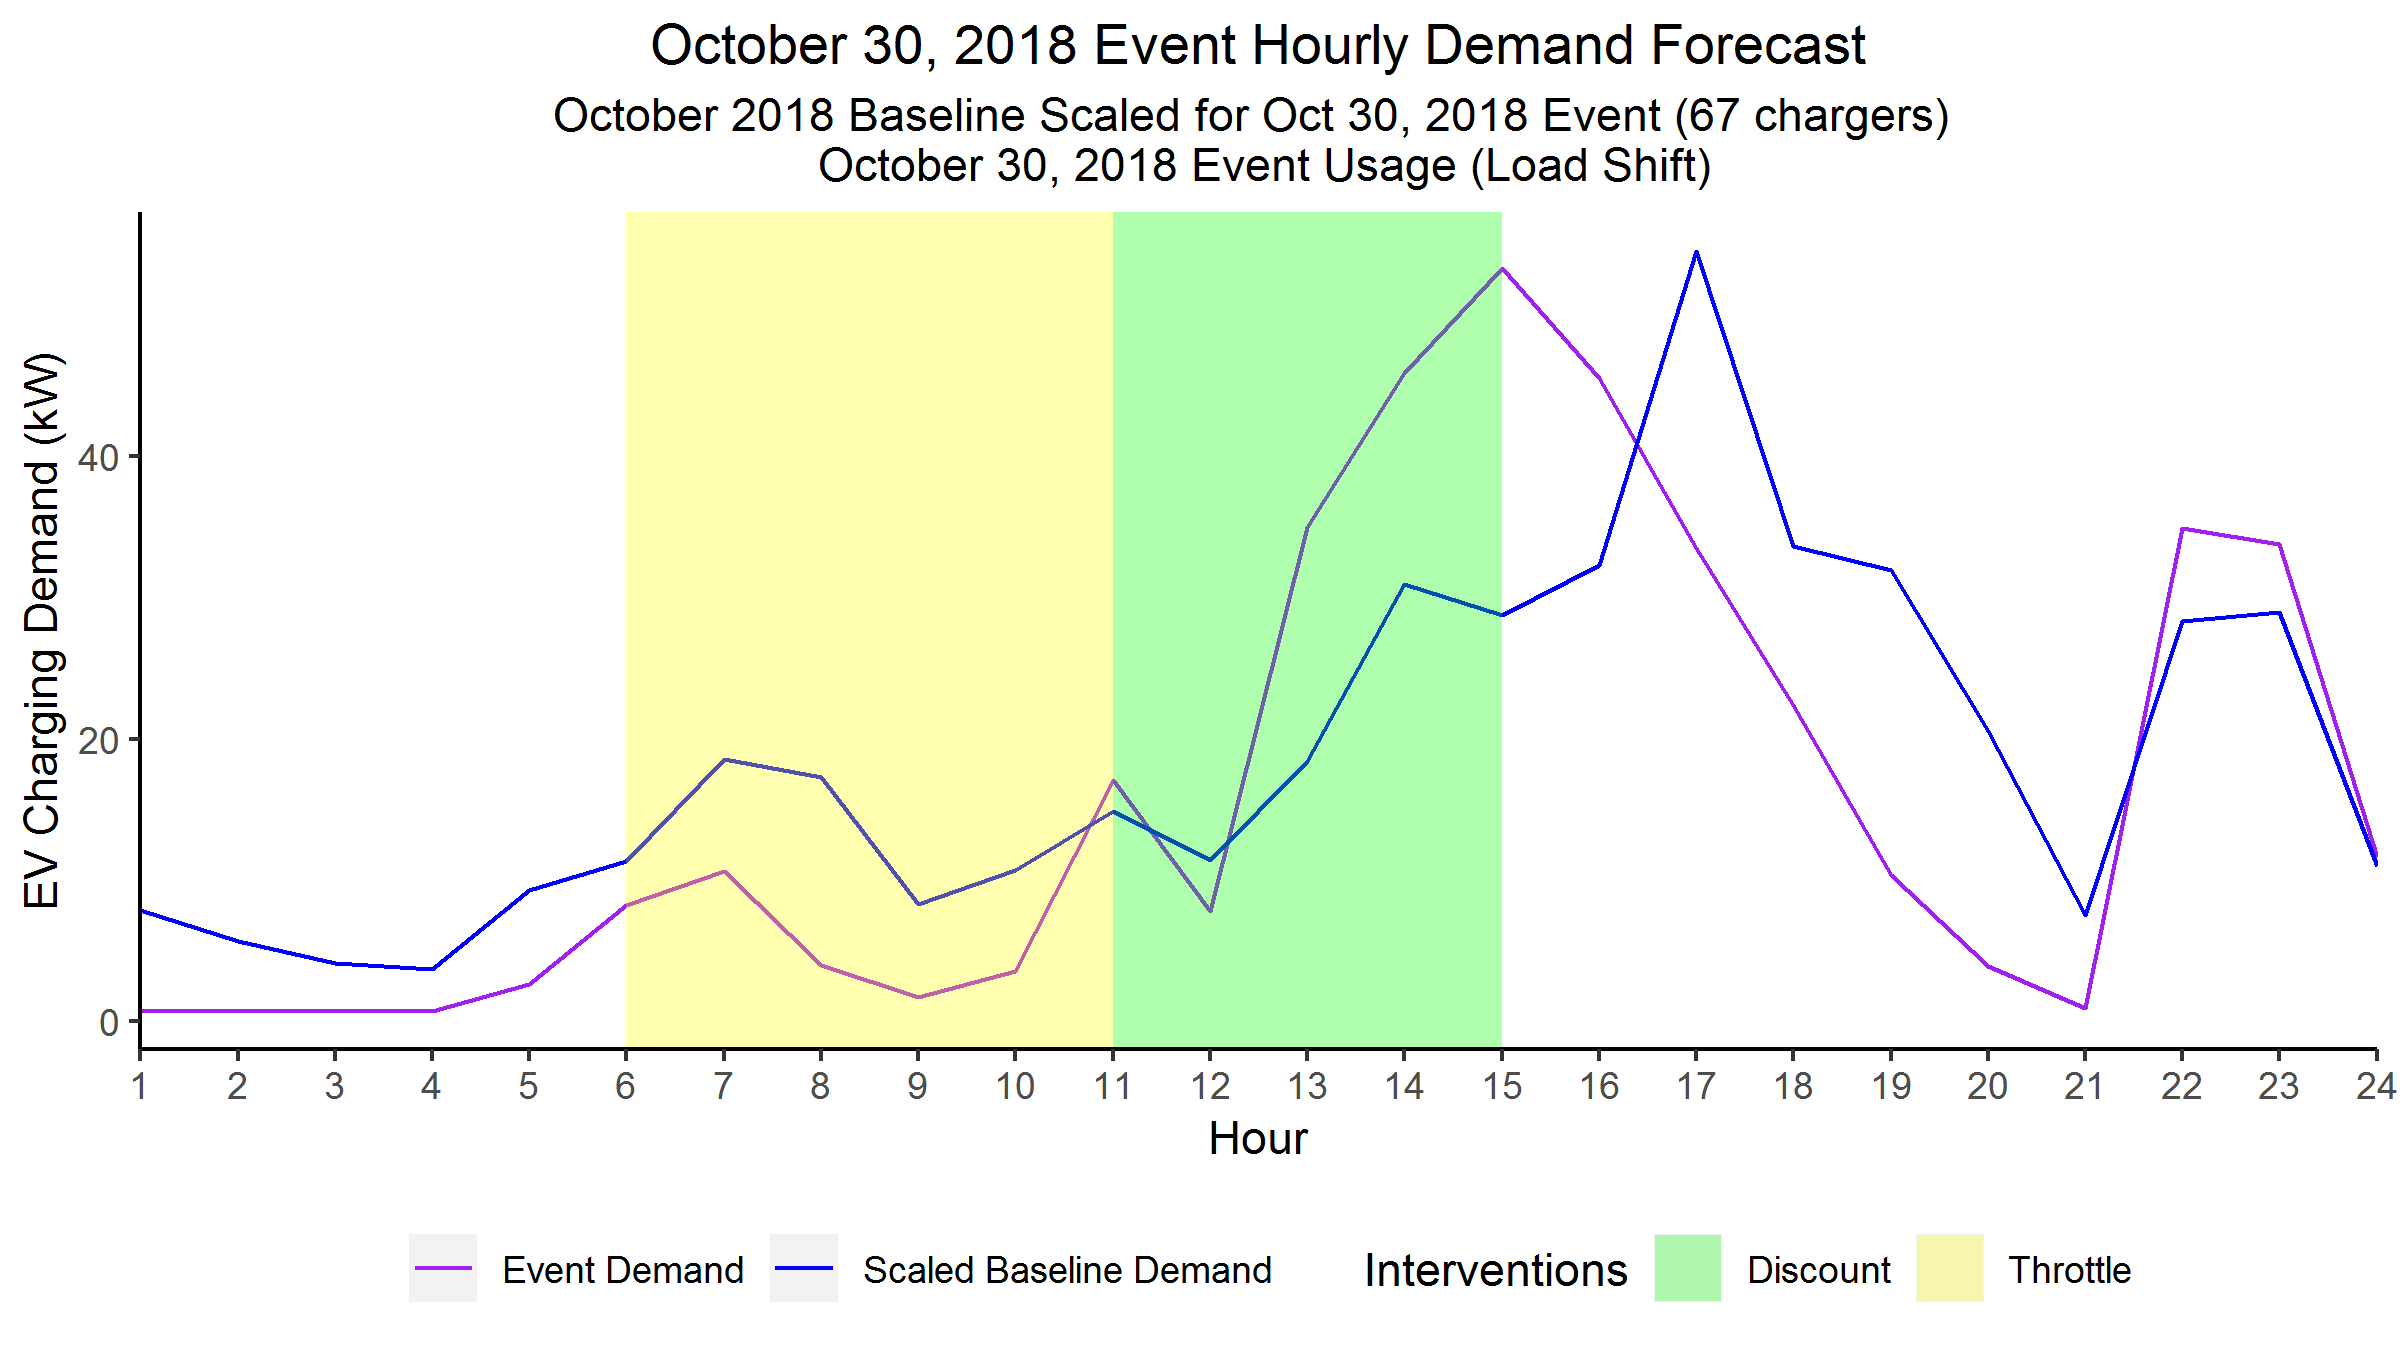 October 30, 2018 Event Hourly Demand Forecast
October 2018 Baseline Scaled for Oct 30, 2018 Event (67 chargers)
October 30, 2018 Event Usage (Load Shift)
EV Charging Demand (kW)
40
20
0
1 2 3 4 5 6 7 8 9 10 11 12 13 14 15 16 17 18 19 20 21 22 23 24
Hour
Event Demand Scaled Baseline Demand Interventions Discount Throttle